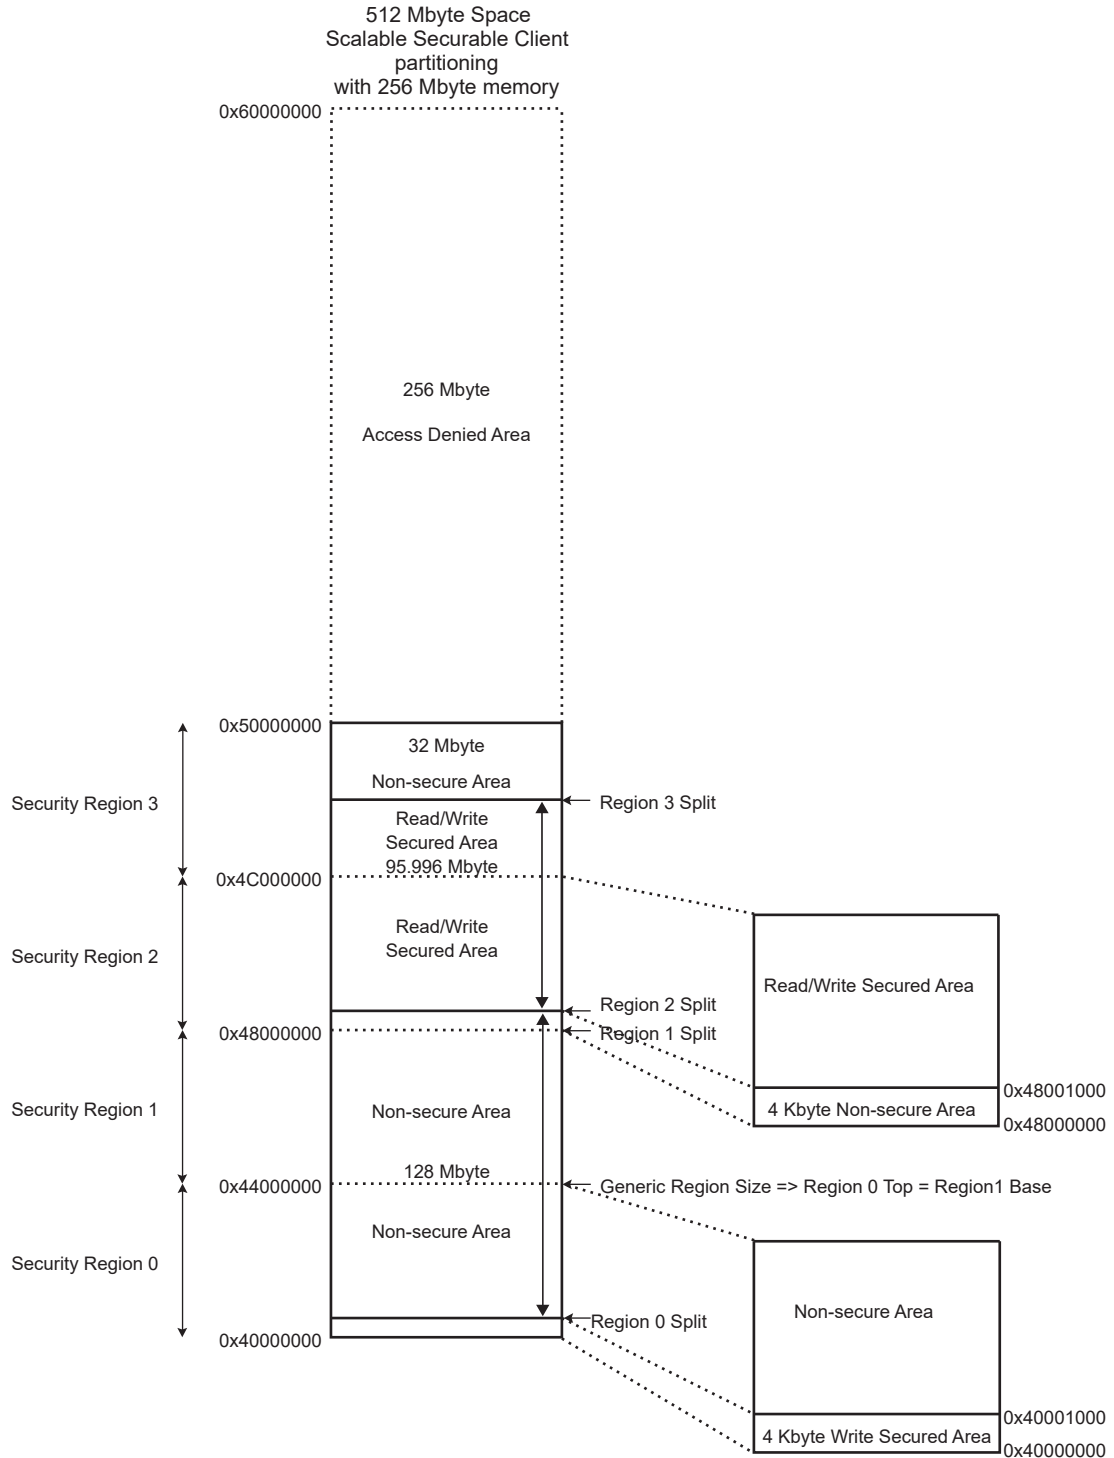 512 Mbyte Space
Scalable Securable Client
partitioning
with 256 Mbyte memory
0x60000000
256 Mbyte
Access Denied Area
0x50000000
32 Mbyte
Non-secure Area
Security Region 3
Region 3 Split
Read/Write
Secured Area
95.996 Mbyte
0x4C000000
Read/Write
Secured Area
Security Region 2
Read/Write Secured Area
Region 2 Split
0x48000000
Region 1 Split
0x48001000
Security Region 1
Non-secure Area
4 Kbyte Non-secure Area
0x48000000
128 Mbyte
0x44000000
Generic Region Size => Region 0 Top = Region1 Base
Non-secure Area
Security Region 0
Non-secure Area
Region 0 Split
0x40000000
0x40001000
4 Kbyte Write Secured Area
0x40000000